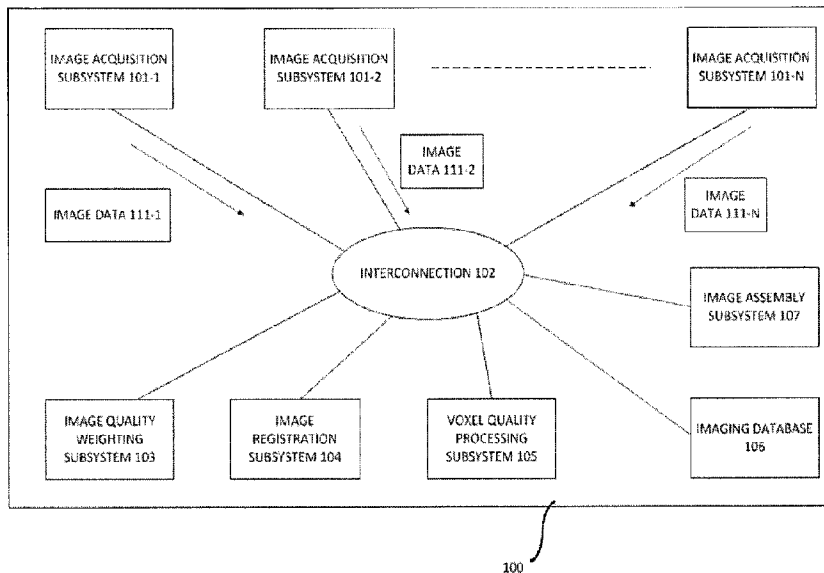 IMAGE ACQUISITION
SUBSYSTEM 101-1
IMAGE ACQUISITION
SUBSYSTEM 101-2
IMAGE ACQUISITION
SUBSYSTEM 101-N
IMAGE
DATA 111-2
IMAGE DATA 111-1
IMAGE
DATA 111-N
INTERCONNECTION 102
IMAGE ASSEMBLY
SUBSYSTEM 107
IMAGE QUALITY
WEIGHTING
SUBSYSTEM 103
IMAGE
REGISTRATION
SUBSYSTEM 104
VOXEL QUALITY
PROCESSING
SUBSYSTEM 105
IMAGING DATABASE
106
100